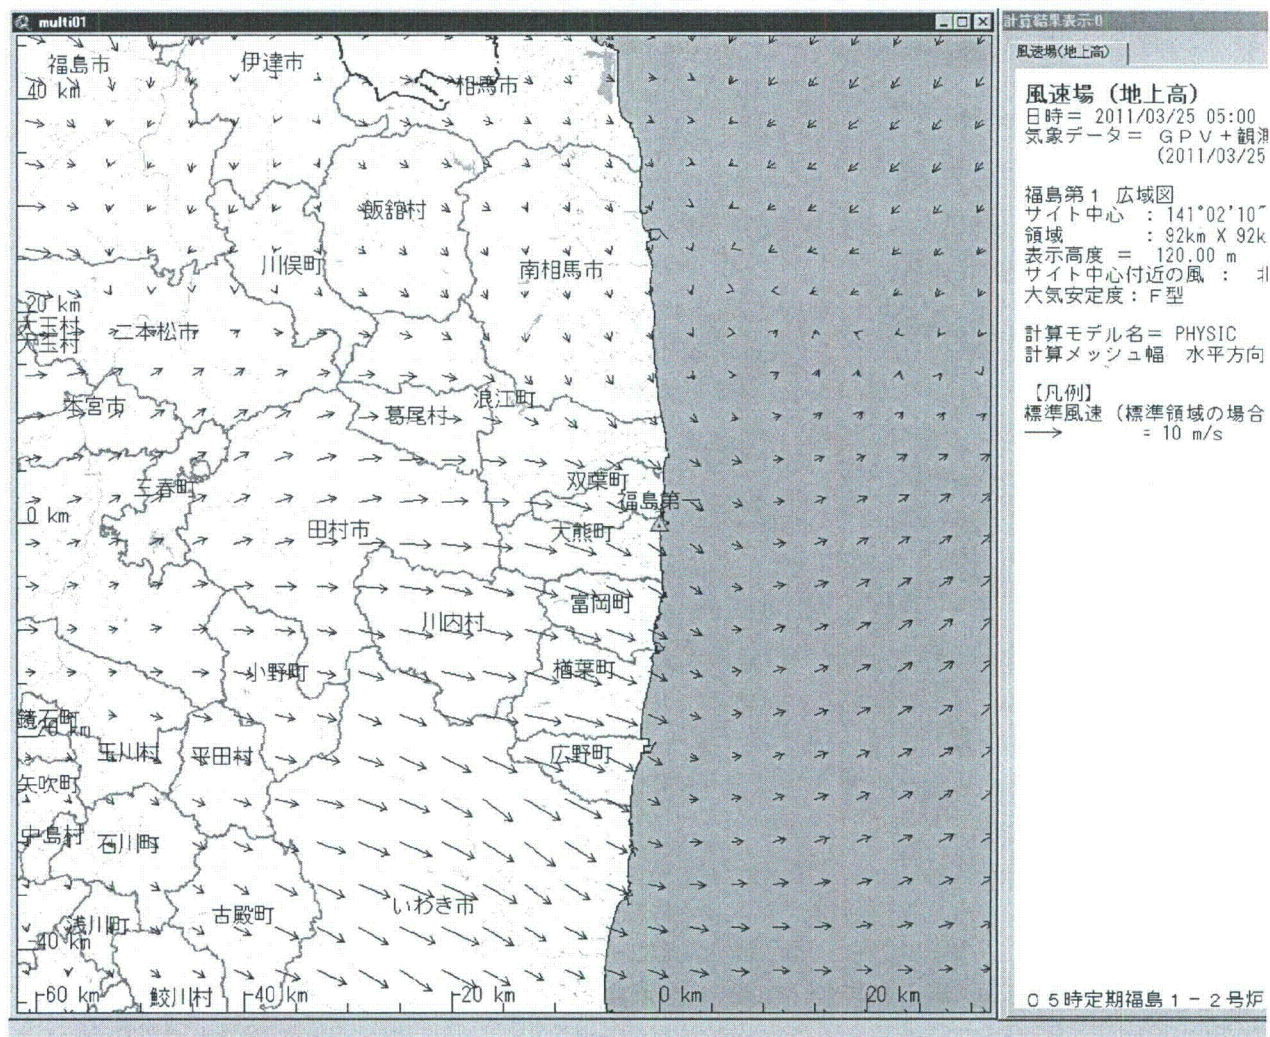 multi01
福島市
伊達市
相馬市
40 km
飯舘村
川俣町
南相馬市
20 km
大玉村
大玉村
二本松市
本宮市
葛尾村
浪江町
三春町
双葉町
福島第一
0 km
田村市
大熊町
富岡町
川内村
小野町
楢葉町
鏡石町
-20 km
玉川村
平田村
広野町
矢吹町
中島村
石川町
いわき市
古殿町
浅川町
-40 km
鮫川村
-60 km
-40 km
-20 km
0 km
20 km
計算結果表示-0
風速場(地上高)
風速場 (地上高)
日時= 2011/03/25 05:00
気象データ= GPV+観測
(2011/03/25
福島第1 広域図
サイト中心 : 141°02'10"
領域 : 92km X 92k
表示高度 = 120.00 m
サイト中心付近の風 : 北
大気安定度:F型
計算モデル名= PHYSIC
計算メッシュ幅 水平方向
【凡例】
標準風速 (標準領域の場合
= 10 m/s
05時定期福島1-2号炉